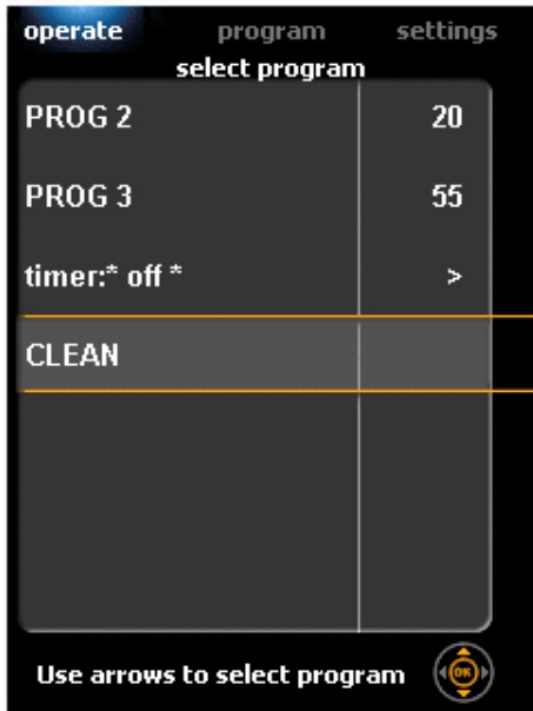 operate program settings
select program
PROG 2 20
PROG 3 55
timer:* off * >
CLEAN
Use arrows to select program OK